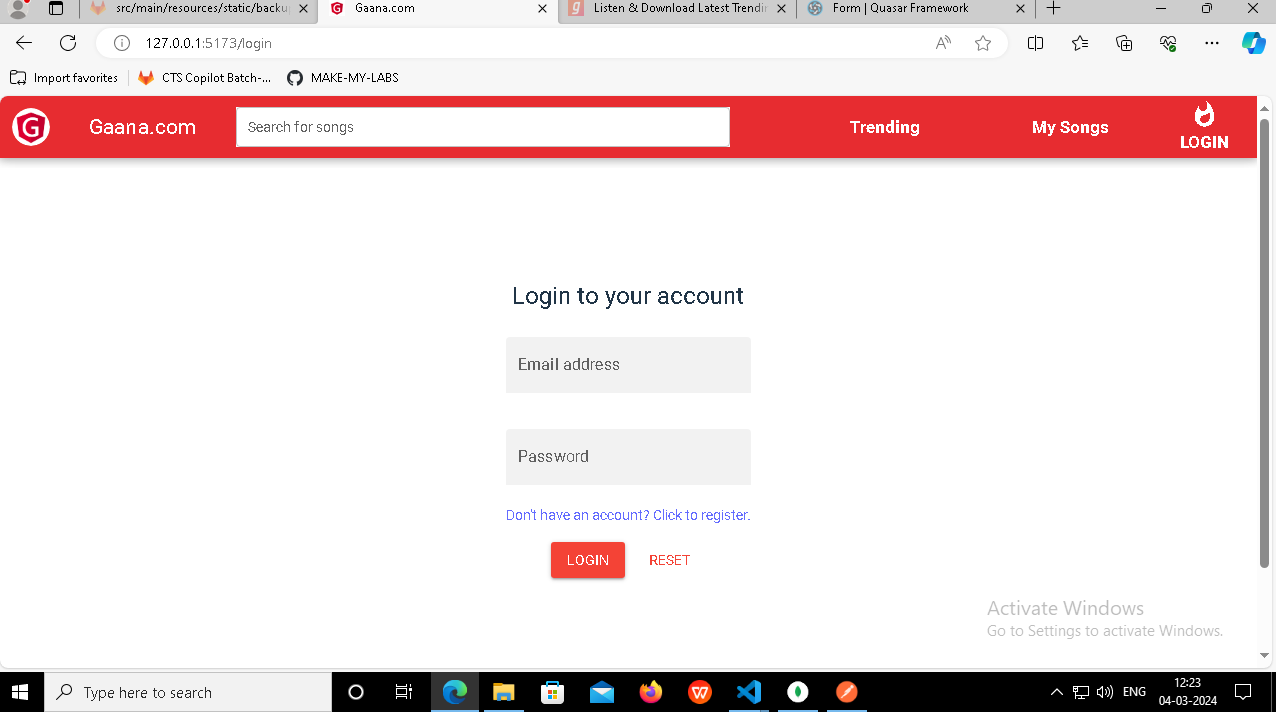 src/main/resources/static/backup
Gaana.com
Listen & Download Latest Trendin
Form | Quasar Framework
127.0.0.1:5173/login
Import favorites
CTS Copilot Batch-...
MAKE-MY-LABS
G
Gaana.com
Search for songs
Trending
My Songs
LOGIN
Login to your account
Email address
Password
Don't have an account? Click to register.
LOGIN
RESET
Activate Windows
Go to Settings to activate Windows.
Type here to search
ENG
12:23
04-03-2024